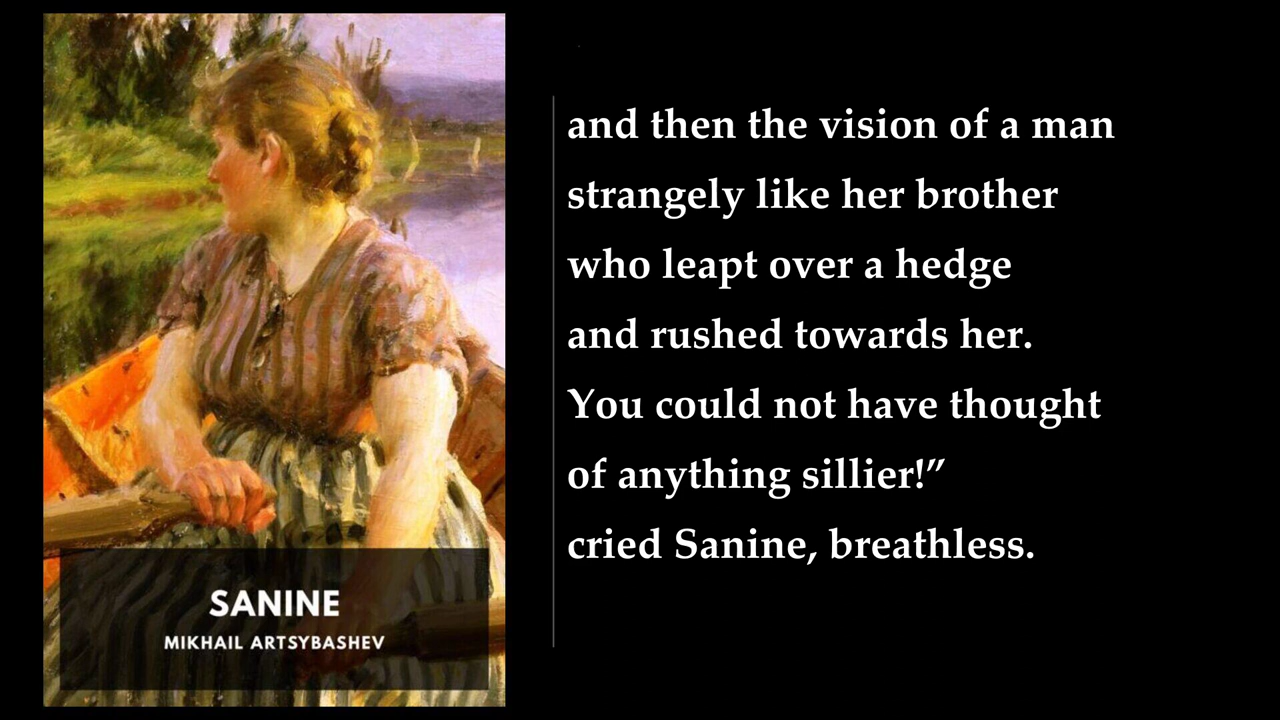 and then the vision of a man
strangely like her brother
who leapt over a hedge
and rushed towards her.
You could not have thought
of anything sillier!”
cried Sanine, breathless.
SANINE
MIKHAIL ARTSYBASHEV